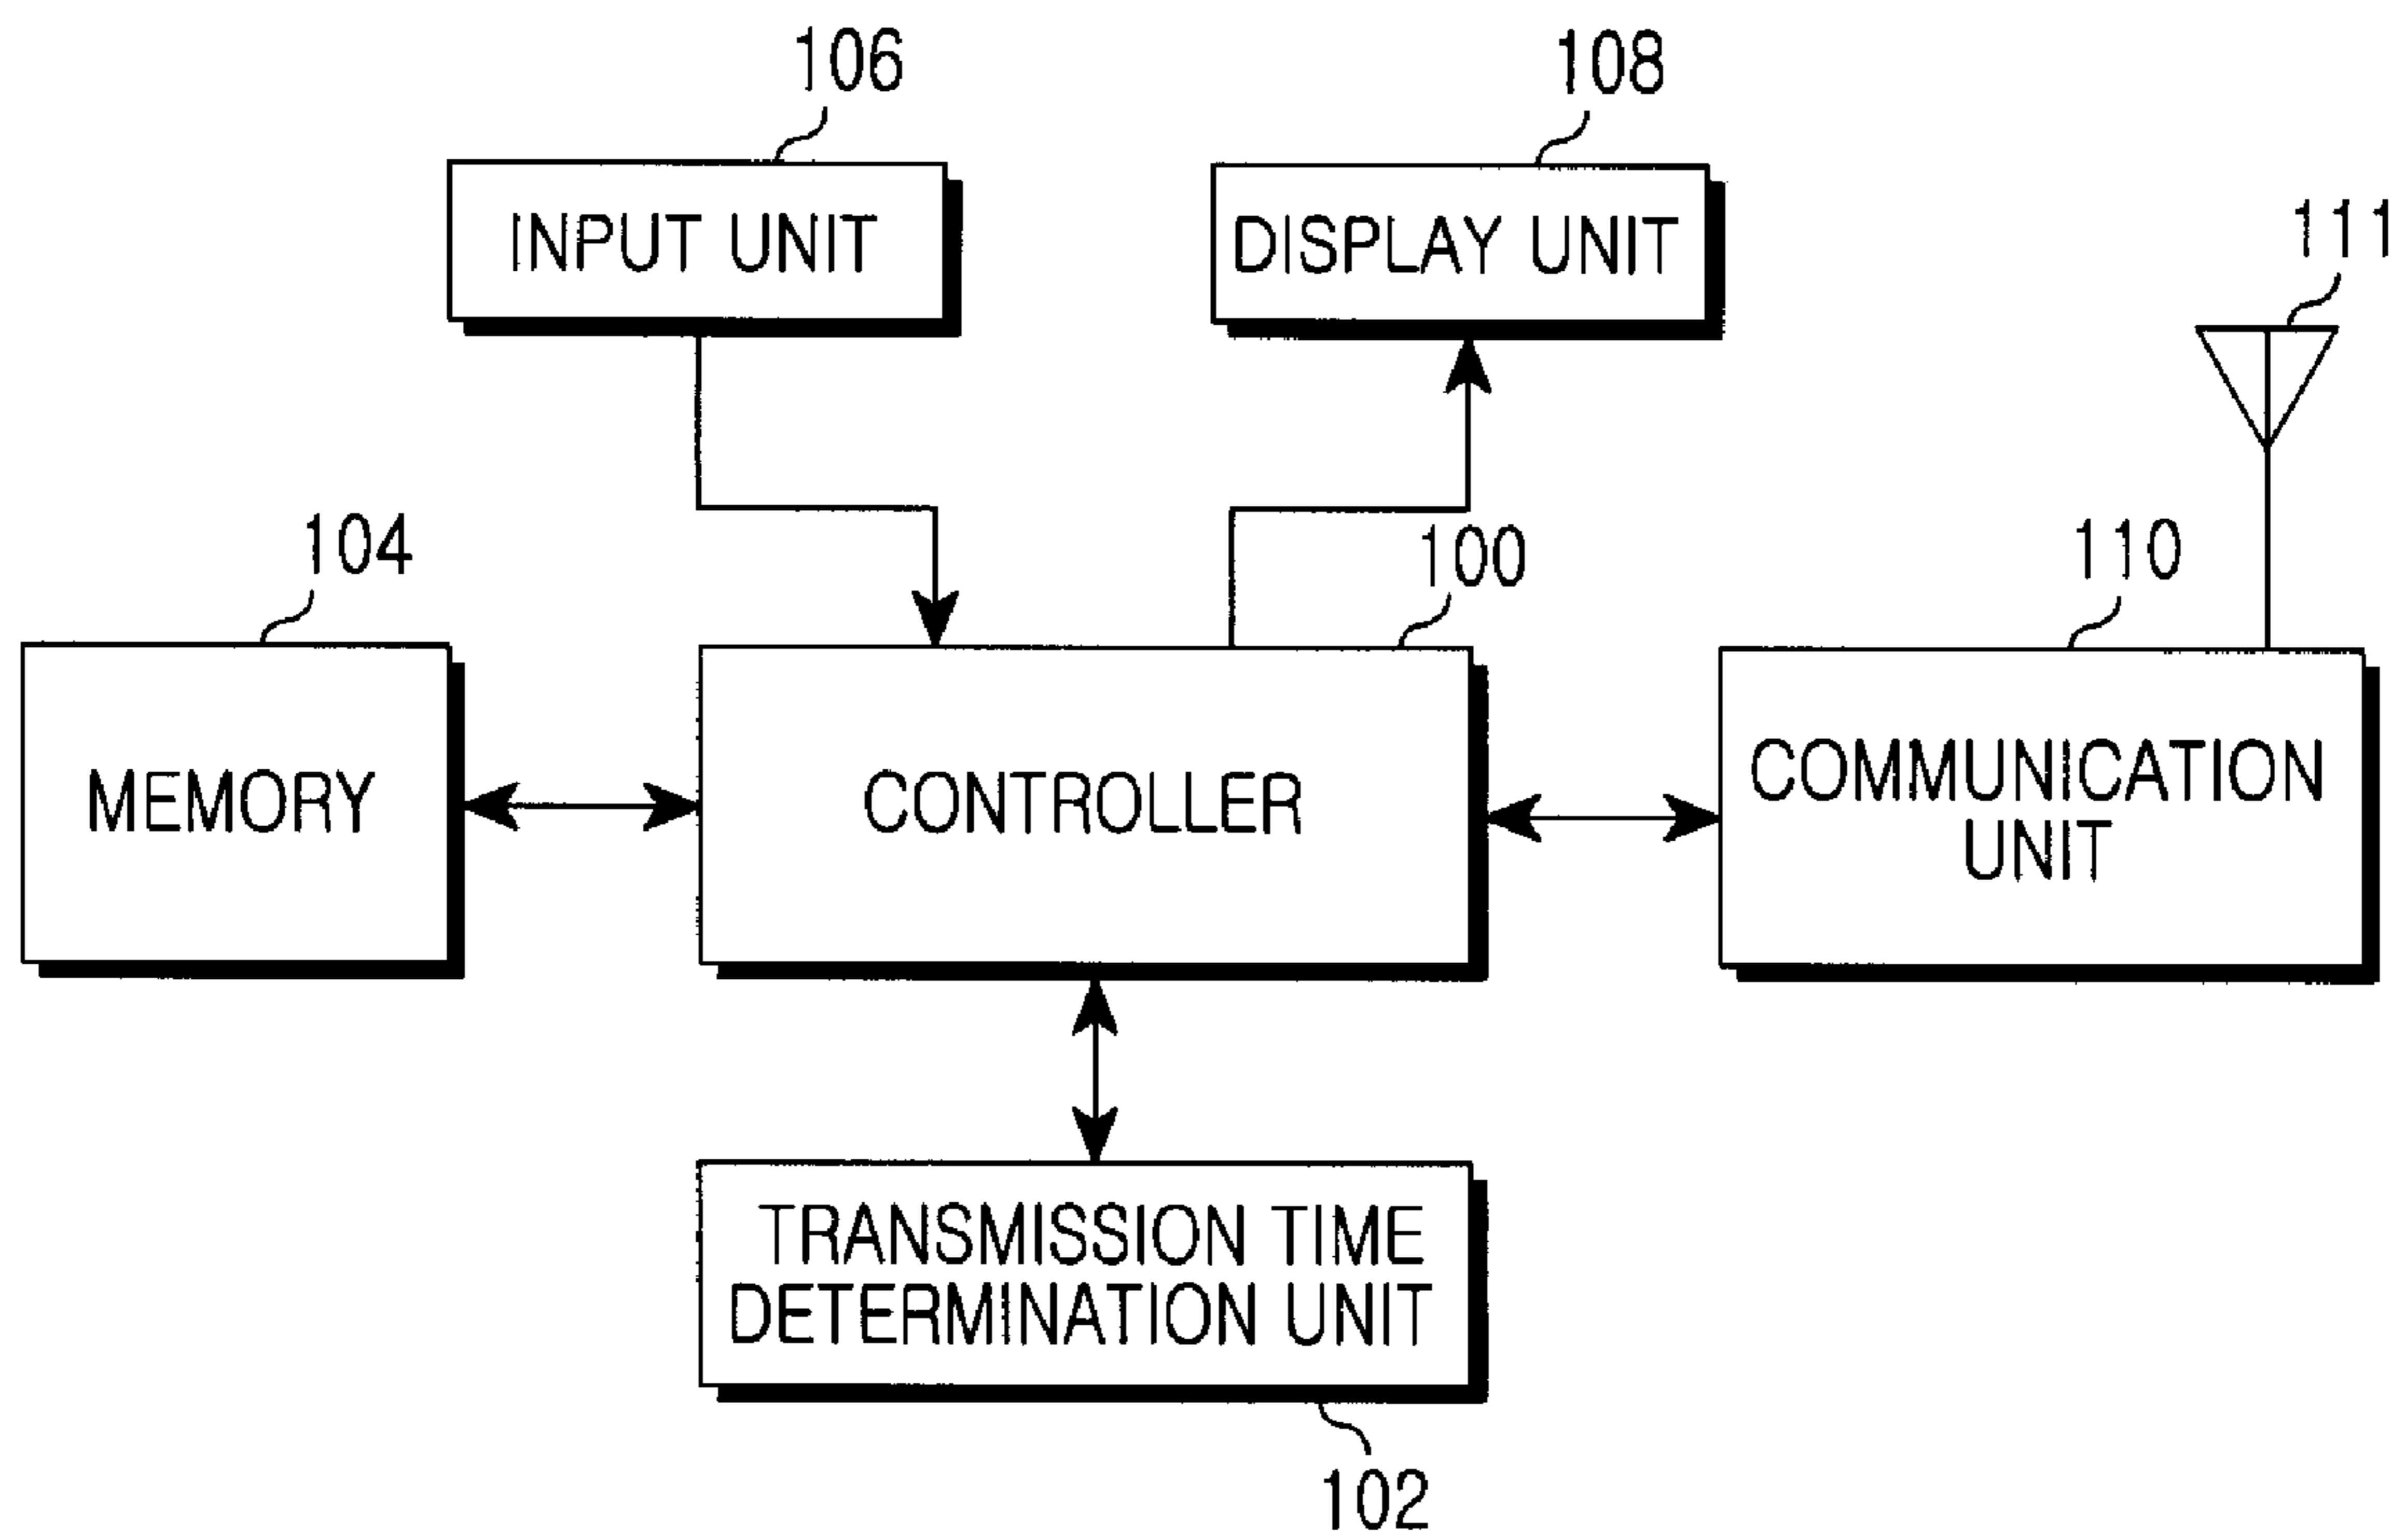 106
108
INPUT UNIT
DISPLAY UNIT
111
104
100
110
MEMORY
CONTROLLER
COMMUNICATION
UNIT
TRANSMISSION TIME
DETERMINATION UNIT
102